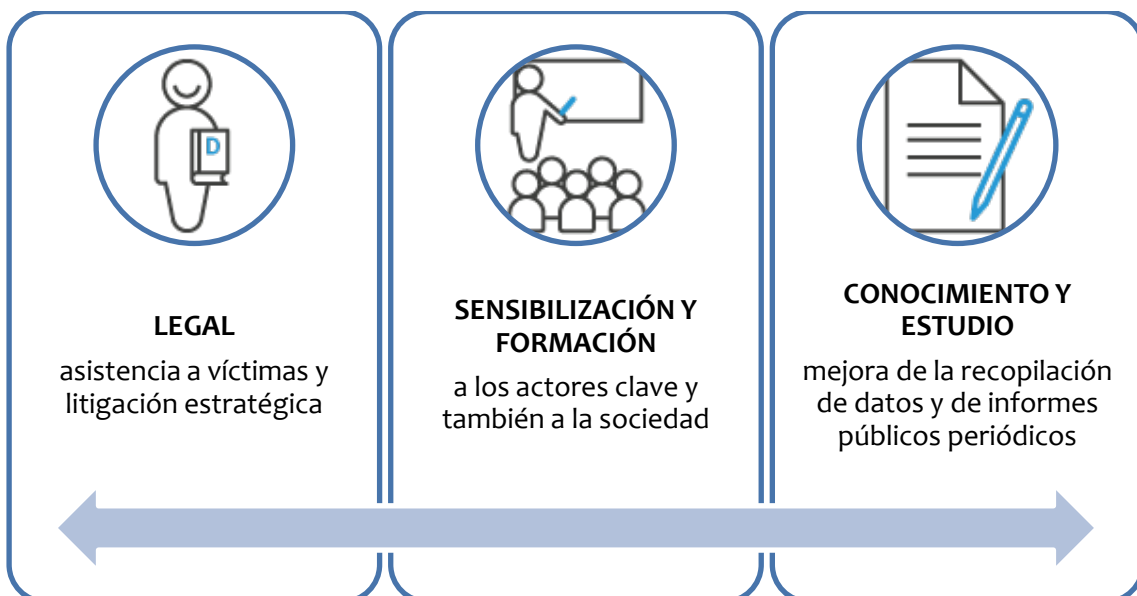 D
LEGAL
asistencia a víctimas y
litigación estratégica
SENSIBILIZACIÓN Y
FORMACIÓN
a los actores clave y
también a la sociedad
CONOCIMIENTO Y
ESTUDIO
mejora de la recopilación
de datos y de informes
públicos periódicos